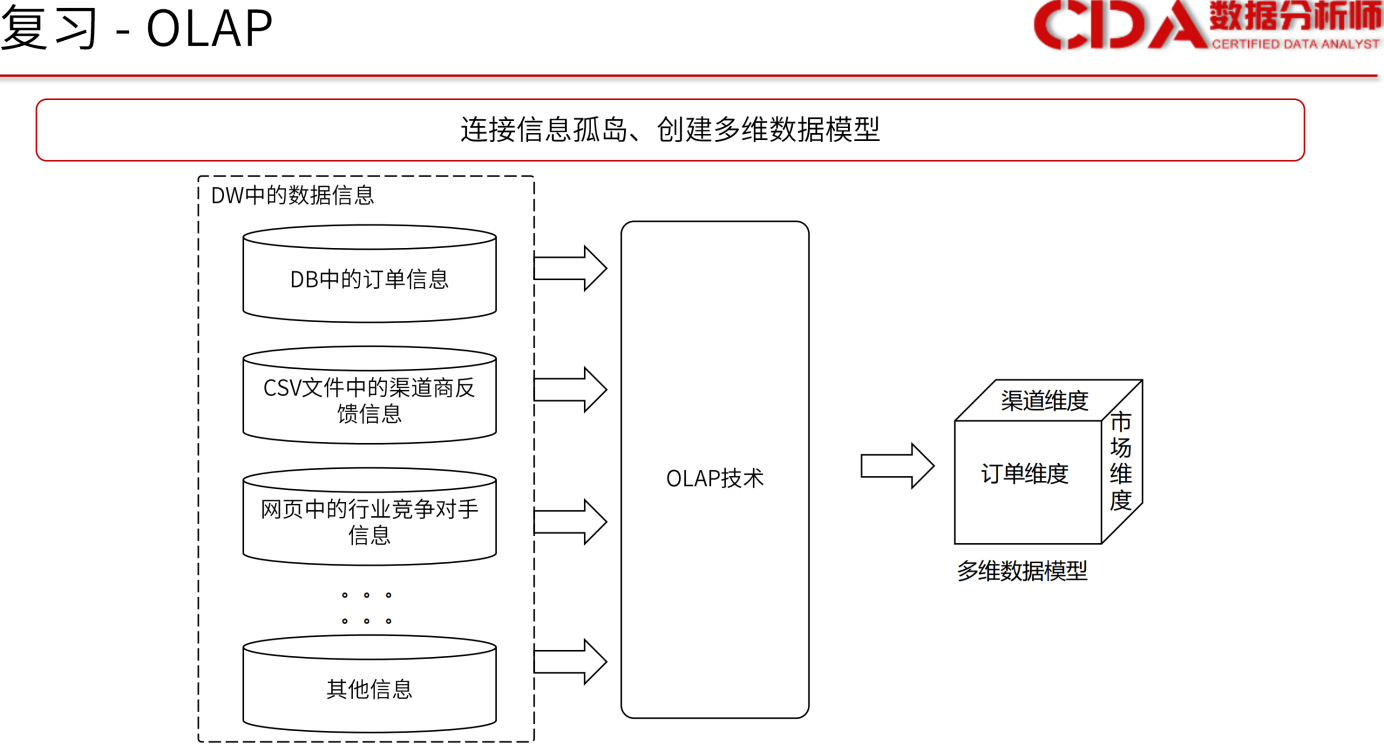 复习 - OLAP
CDA 数据分析师
CERTIFIED DATA ANALYST
连接信息孤岛、创建多维数据模型
DW中的数据信息
DB中的订单信息
CSV文件中的渠道商反
馈信息
网页中的行业竞争对手
信息
。。。
。。。
其他信息
OLAP技术
渠道维度
订单维度
市
场
维
度
多维数据模型